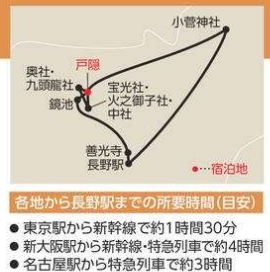 小菅神社
奥社・
九頭龍社
戸隠
宝光社・
火之御子社・
中社
鏡池
善光寺
長野駅
●…宿泊地
各地から長野駅までの所要時間(目安)
● 東京駅から新幹線で約1時間30分
● 新大阪駅から新幹線・特急列車で約4時間
● 名古屋駅から特急列車で約3時間